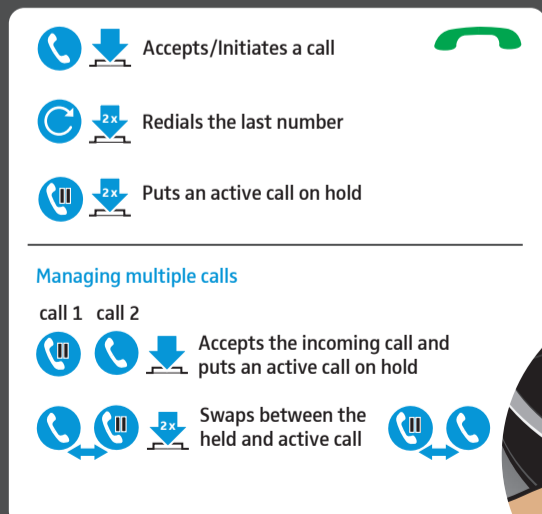 Accepts/Initiates a call
2x
Redials the last number
2x
Puts an active call on hold
Managing multiple calls
call 1 call 2
Accepts the incoming call and
puts an active call on hold
2x
Swaps between the
held and active call